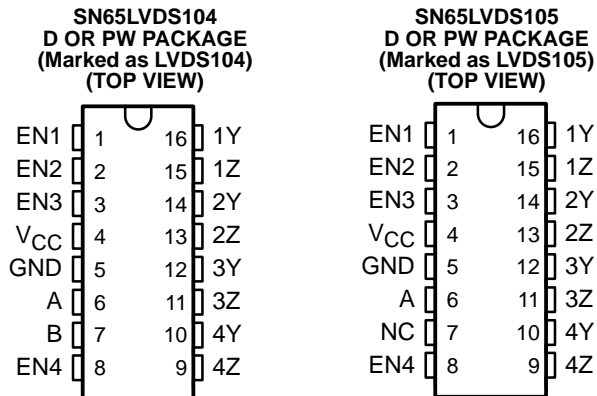 SN65LVDS104
D OR PW PACKAGE
(Marked as LVDS104)
(TOP VIEW)
EN1 1 16 1Y
EN2 2 15 1Z
EN3 3 14 2Y
VCC 4 13 2Z
GND 5 12 3Y
A 6 11 3Z
B 7 10 4Y
EN4 8 9 4Z
SN65LVDS105
D OR PW PACKAGE
(Marked as LVDS105)
(TOP VIEW)
EN1 1 16 1Y
EN2 2 15 1Z
EN3 3 14 2Y
VCC 4 13 2Z
GND 5 12 3Y
A 6 11 3Z
NC 7 10 4Y
EN4 8 9 4Z